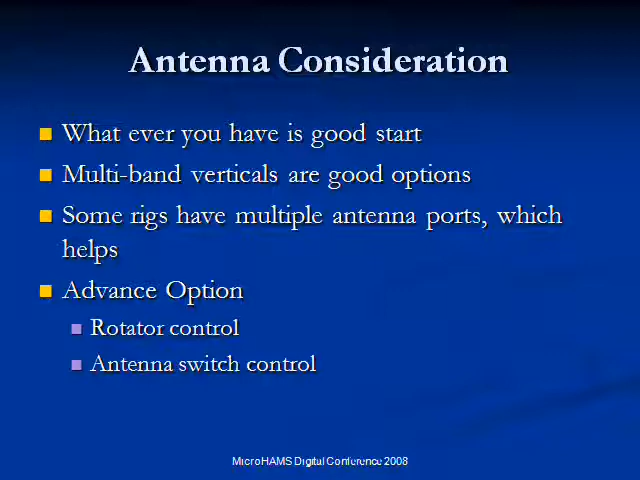 Antenna Consideration
What ever you have is good start
Multi-band verticals are good options
Some rigs have multiple antenna ports, which
helps
Advance Option
Rotator control
Antenna switch control
MicroHAMS Digital Conference 2008